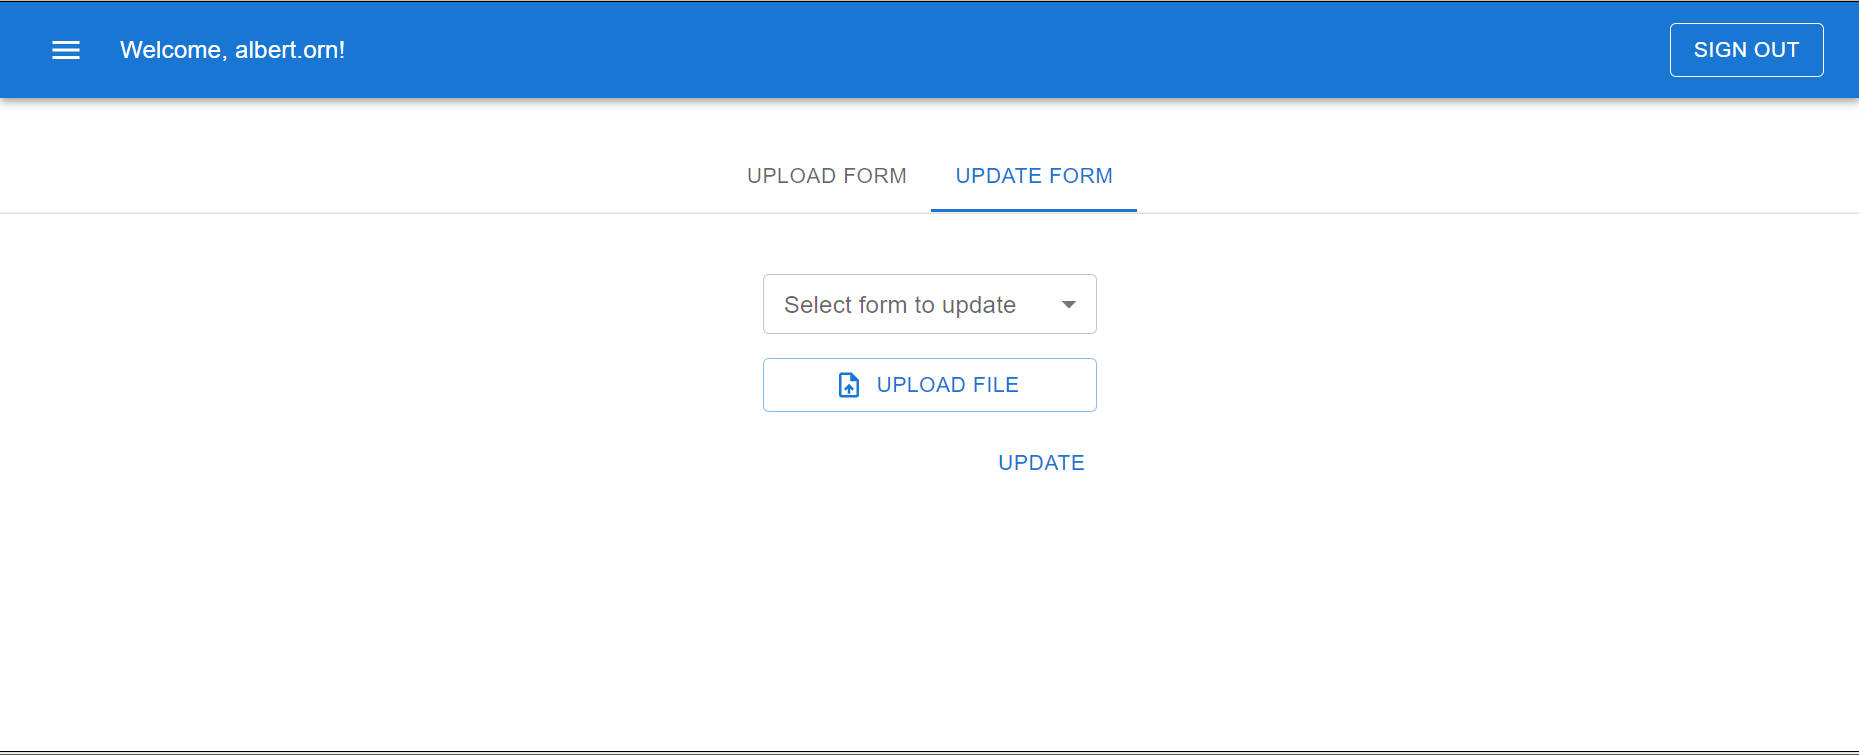 Welcome, albert.orn!
SIGN OUT
UPLOAD FORM
UPDATE FORM
Select form to update
UPLOAD FILE
UPDATE